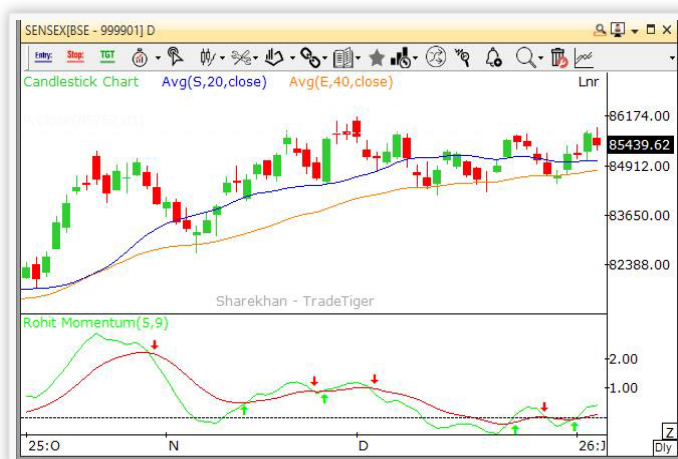 SENSEX[BSE - 999901] D
Entry: Stop: TGT
Candlestick Chart Avg(S,20,close) Avg(E,40,close) Lnr
86174.00
85439.62
84912.00
83650.00
82388.00
Sharekhan - TradeTiger
Rohit Momentum(5,9)
2.00
1.00
Z
25:O N D 26:J
Dly